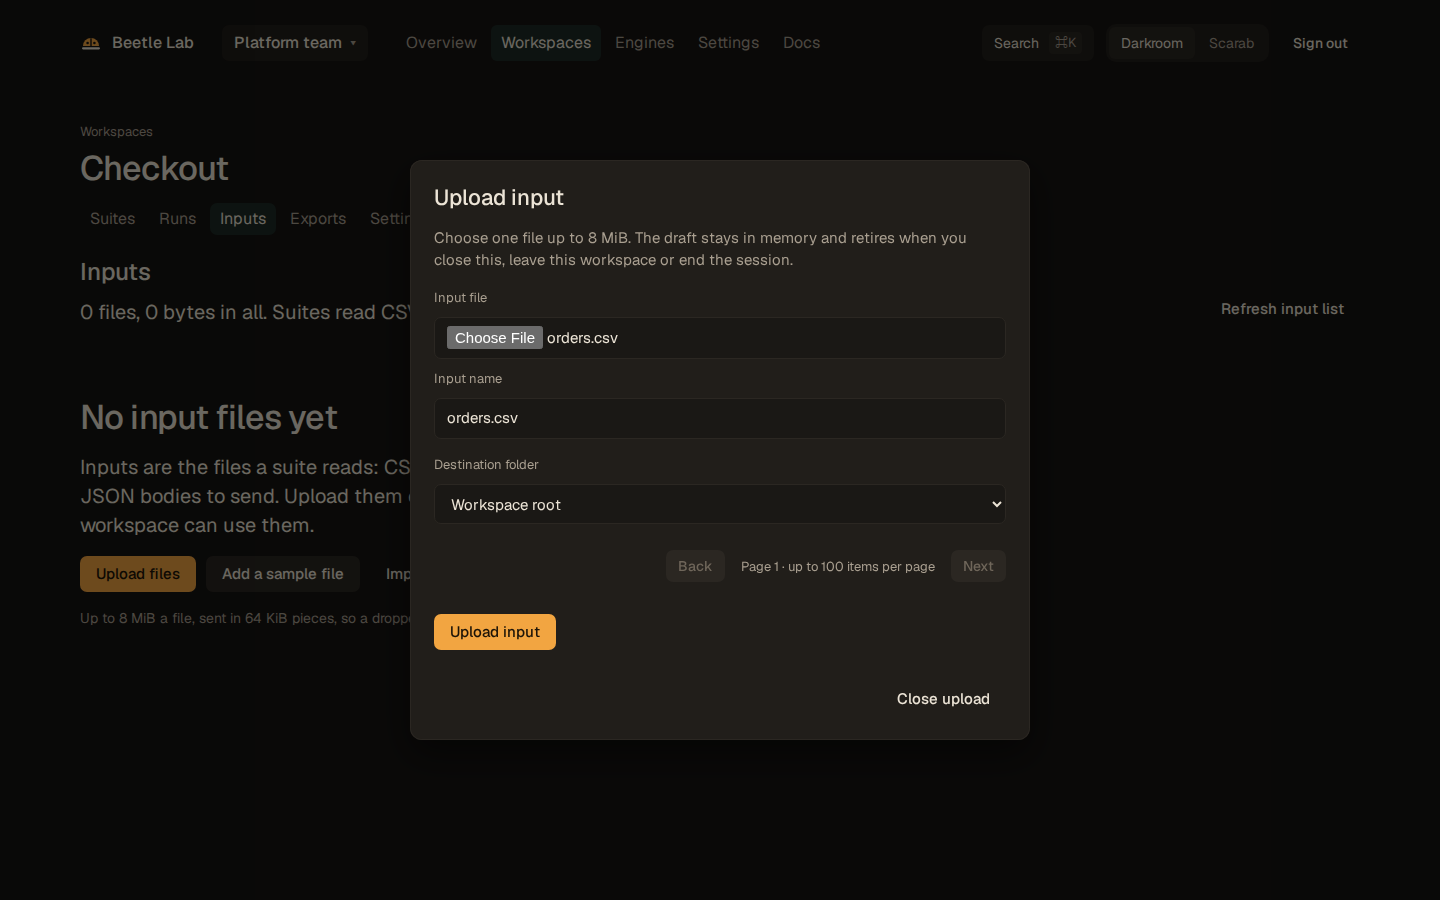 Beetle Lab
Platform team
Overview
Workspaces
Engines
Settings
Docs
Search ⌘K
Darkroom
Scarab
Sign out
Workspaces
Checkout
Suites
Runs
Inputs
Exports
Settin
Inputs
0 files, 0 bytes in all. Suites read CSV
Refresh input list
No input files yet
Inputs are the files a suite reads: CS
JSON bodies to send. Upload them
workspace can use them.
Upload files
Add a sample file
Imp
Up to 8 MiB a file, sent in 64 KiB pieces, so a droppe
Upload input
Choose one file up to 8 MiB. The draft stays in memory and retires when you
close this, leave this workspace or end the session.
Input file
Choose File orders.csv
Input name
orders.csv
Destination folder
Workspace root
Back
Page 1 · up to 100 items per page
Next
Upload input
Close upload